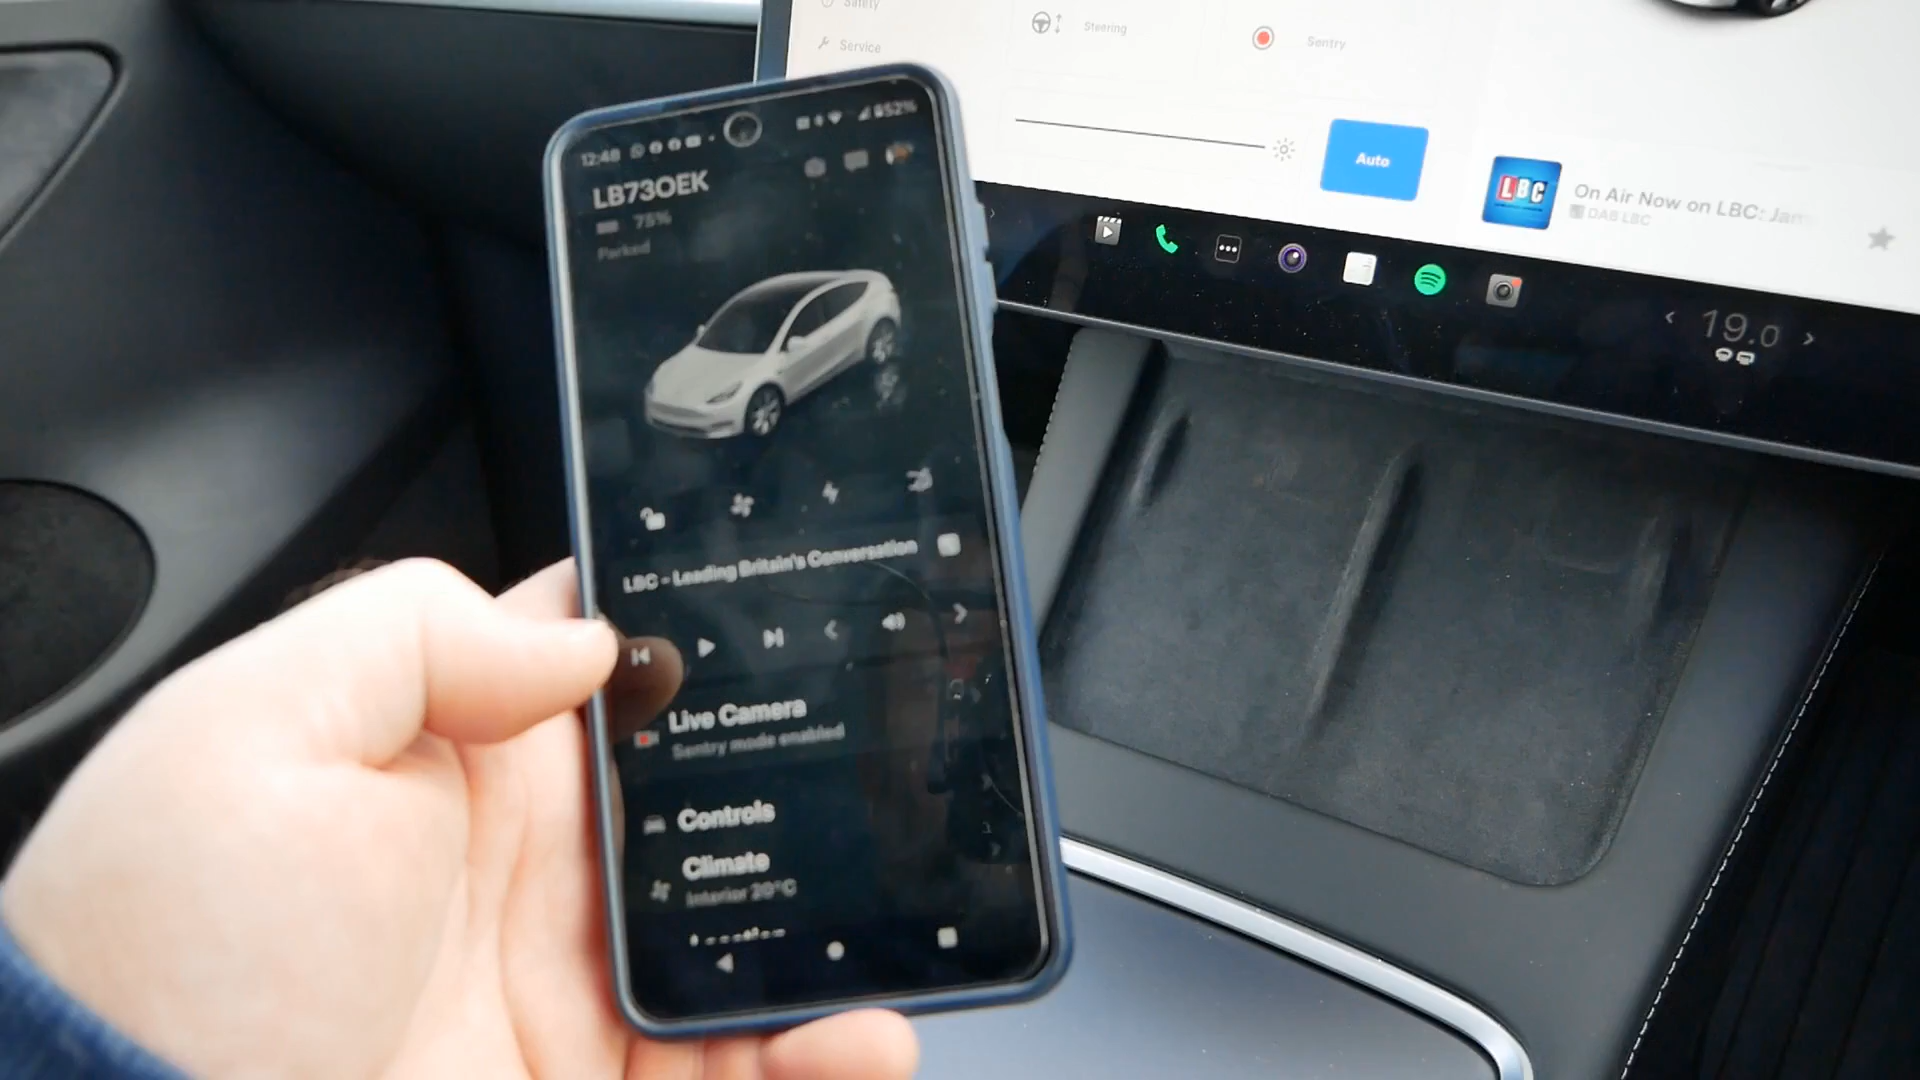 Safety
Service
Steering
Sentry
Auto
LBC
On Air Now on LBC: Jam
DAB LBC
19.0
12:48
52%
LB73OEK
75%
Parked
LBC - Leading Britain's Conversation
Live Camera
Sentry mode enabled
Controls
Climate
Interior 20°C